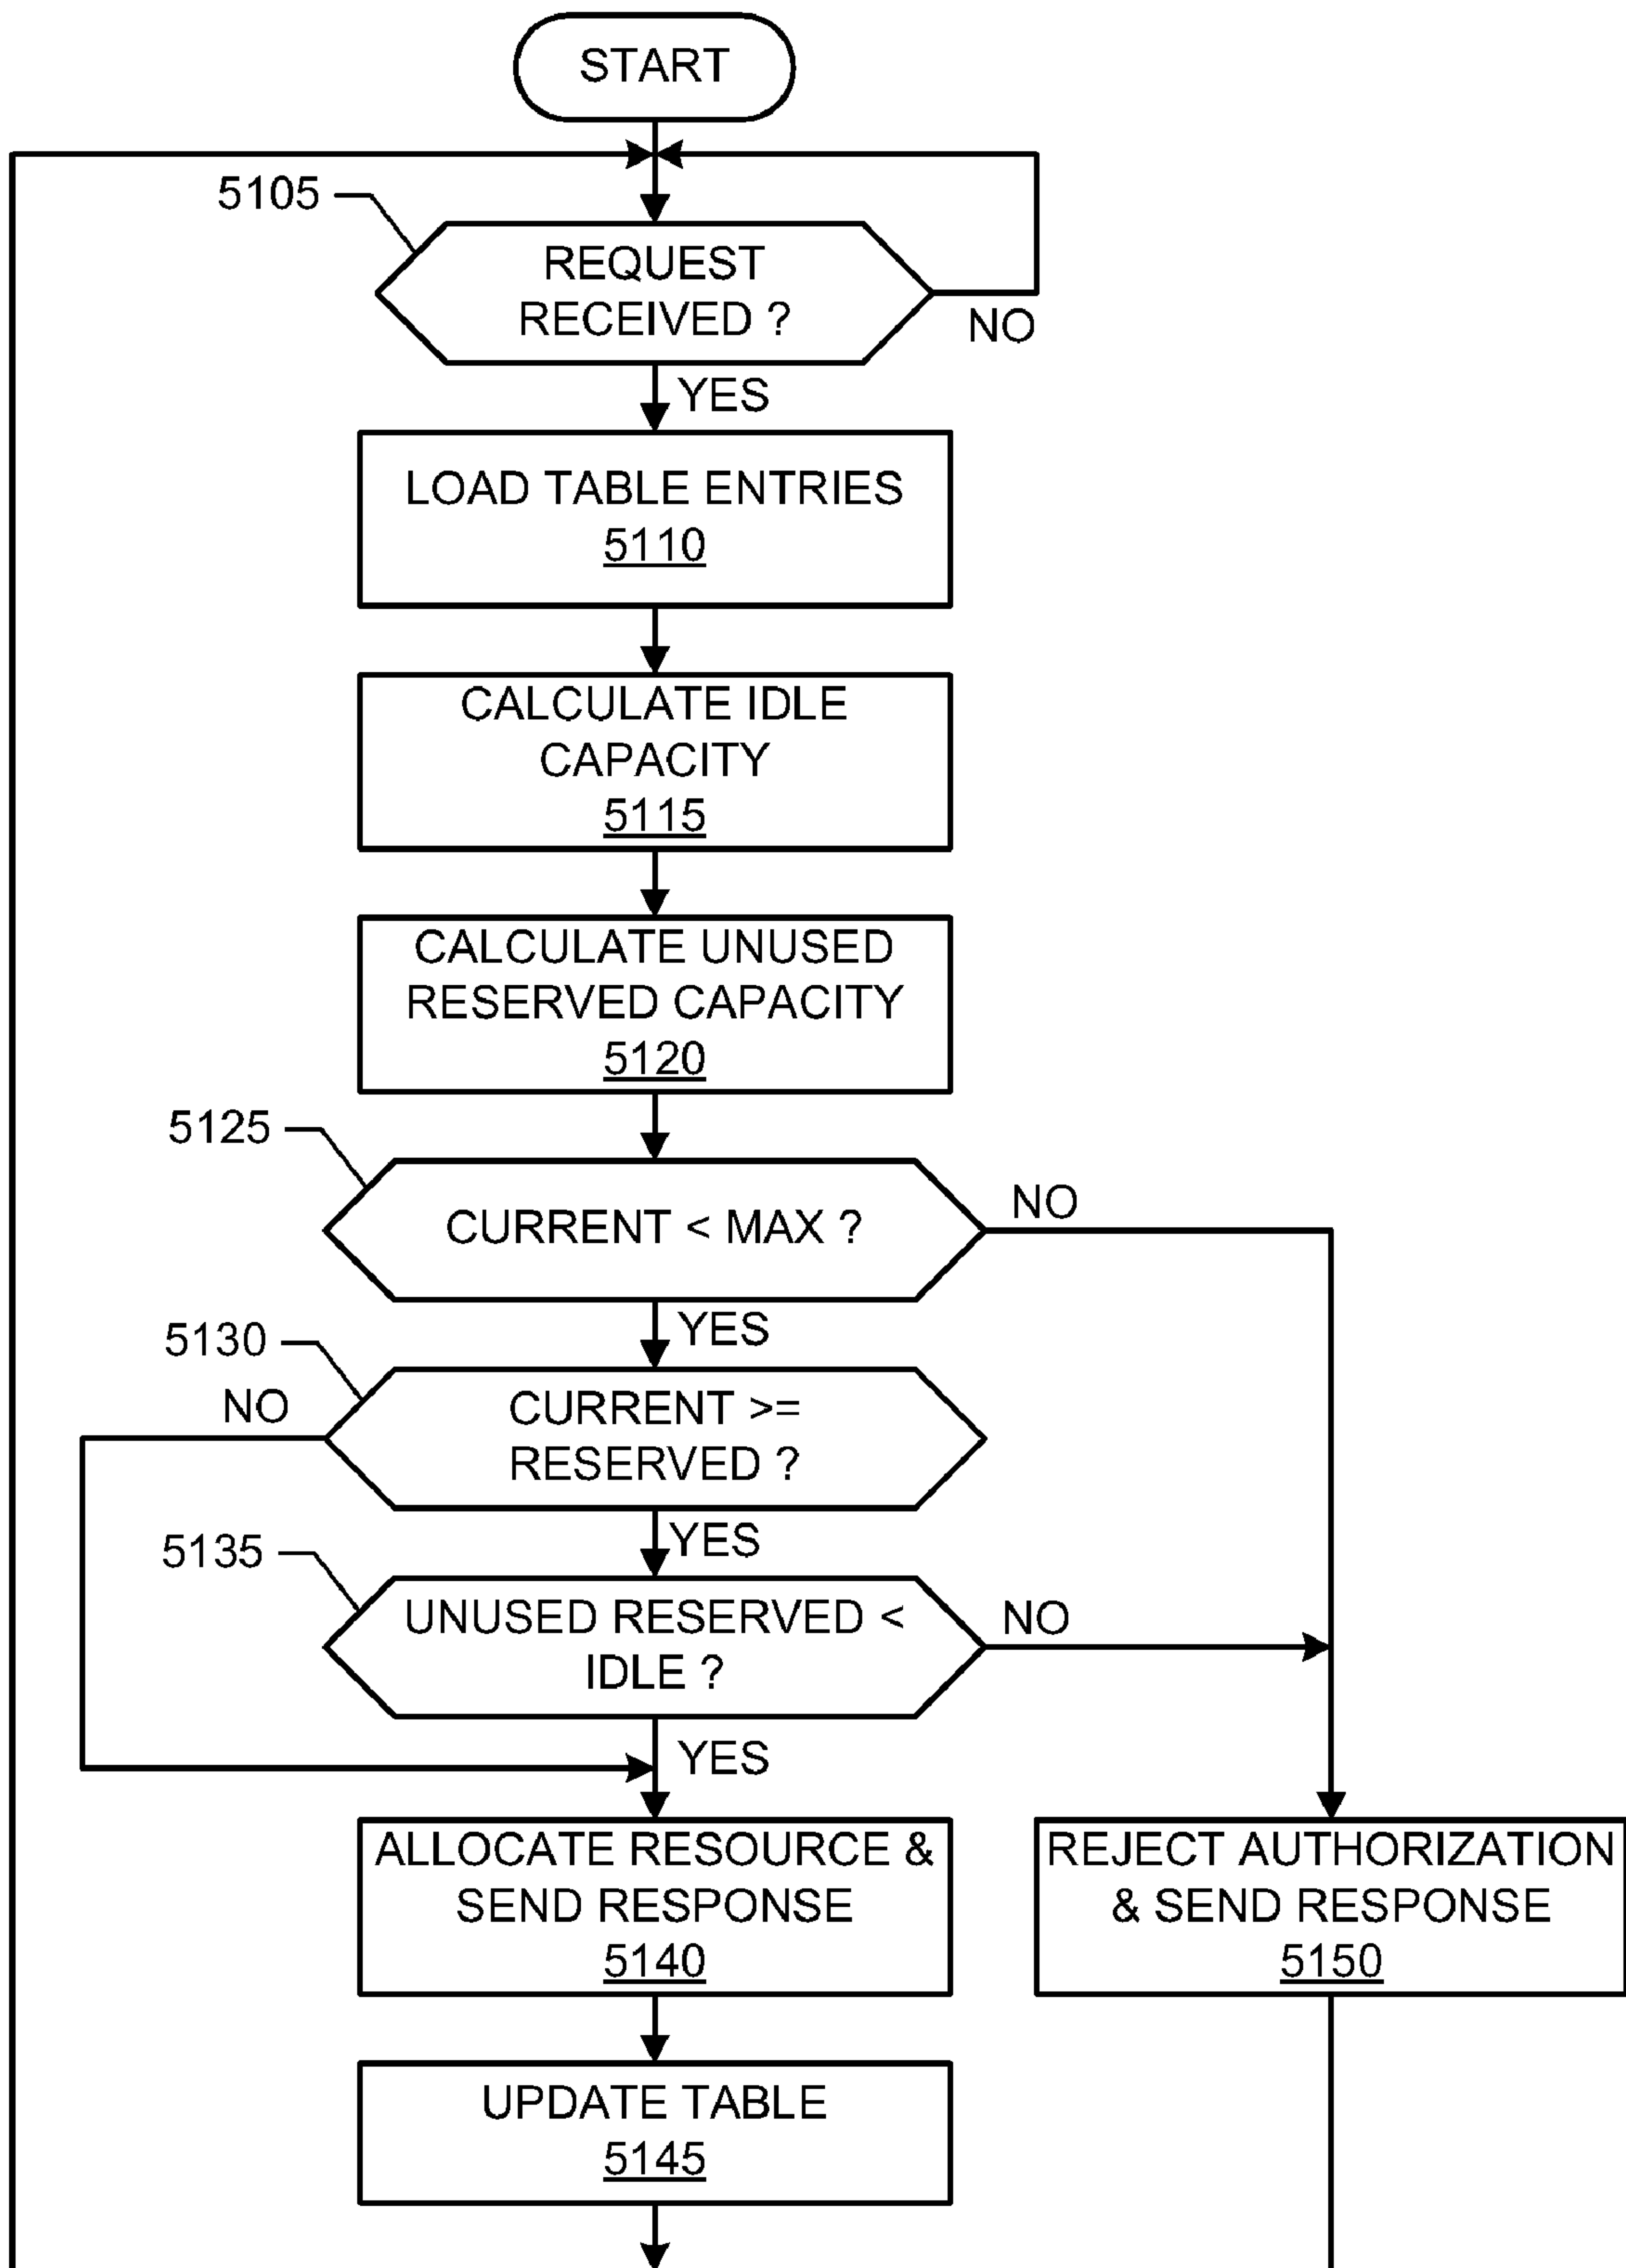 START
5105
REQUEST
RECEIVED ?
NO
YES
LOAD TABLE ENTRIES
5110
CALCULATE IDLE
CAPACITY
5115
CALCULATE UNUSED
RESERVED CAPACITY
5120
5125
CURRENT < MAX ?
NO
YES
5130
NO
CURRENT >=
RESERVED ?
YES
5135
UNUSED RESERVED <
IDLE ?
NO
YES
ALLOCATE RESOURCE &
SEND RESPONSE
5140
REJECT AUTHORIZATION
& SEND RESPONSE
5150
UPDATE TABLE
5145